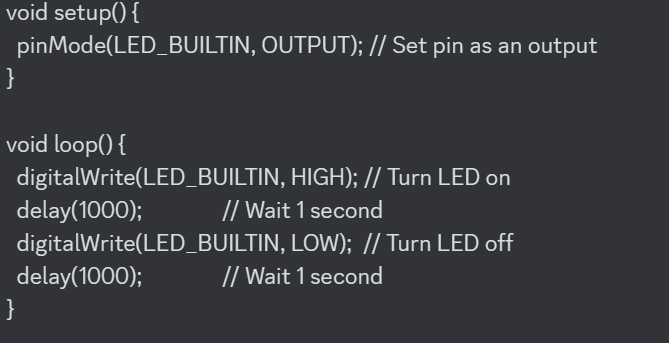 void setup() {
  pinMode(LED_BUILTIN, OUTPUT); // Set pin as an output
}

void loop() {
  digitalWrite(LED_BUILTIN, HIGH); // Turn LED on
  delay(1000);             // Wait 1 second
  digitalWrite(LED_BUILTIN, LOW);  // Turn LED off
  delay(1000);             // Wait 1 second
}